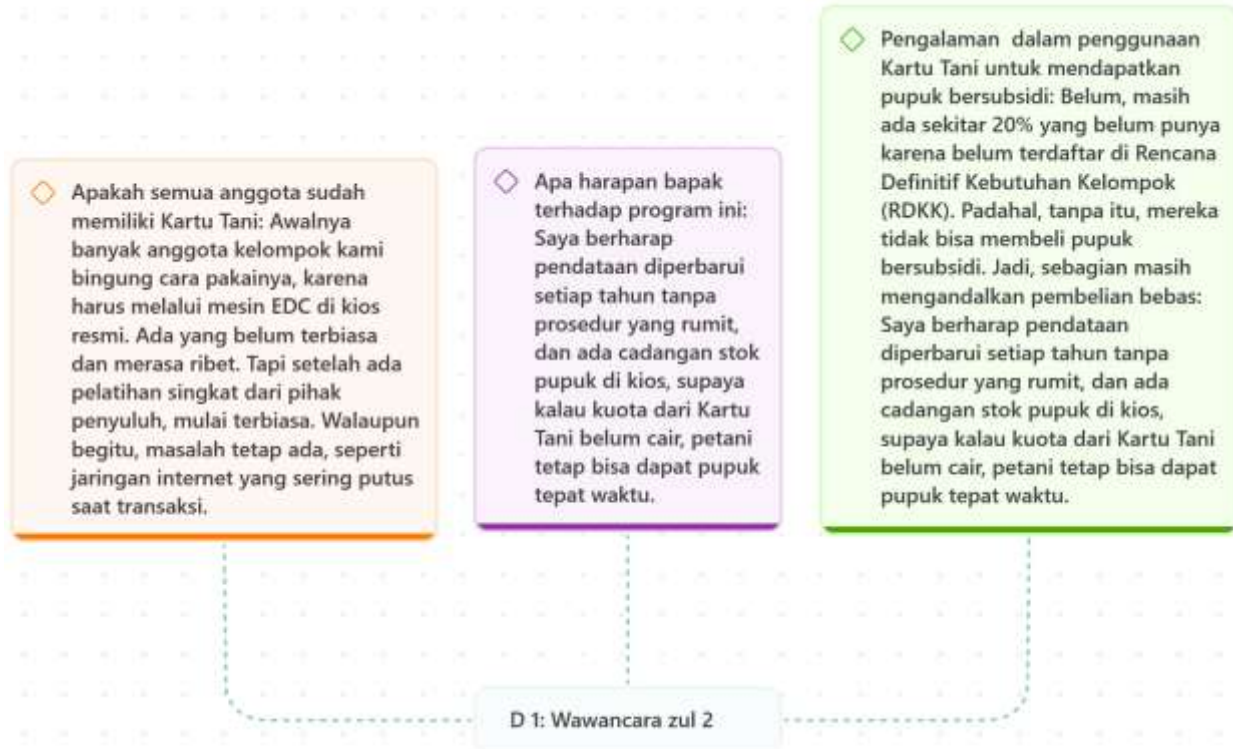 Apakah semua anggota sudah
memiliki Kartu Tani: Awalnya
banyak anggota kelompok kami
bingung cara pakainya, karena
harus melalui mesin EDC di kios
resmi. Ada yang belum terbiasa
dan merasa ribet. Tapi setelah ada
pelatihan singkat dari pihak
penyuluh, mulai terbiasa. Walaupun
begitu, masalah tetap ada, seperti
jaringan internet yang sering putus
saat transaksi.
Apa harapan bapak
terhadap program ini:
Saya berharap
pendataan diperbarui
setiap tahun tanpa
prosedur yang rumit,
dan ada cadangan stok
pupuk di kios, supaya
kalau kuota dari Kartu
Tani belum cair, petani
tetap bisa dapat pupuk
tepat waktu.
Pengalaman dalam penggunaan
Kartu Tani untuk mendapatkan
pupuk bersubsidi: Belum, masih
ada sekitar 20% yang belum punya
karena belum terdaftar di Rencana
Definitif Kebutuhan Kelompok
(RDKK). Padahal, tanpa itu, mereka
tidak bisa membeli pupuk
bersubsidi. Jadi, sebagian masih
mengandalkan pembelian bebas:
Saya berharap pendataan
diperbarui setiap tahun tanpa
prosedur yang rumit, dan ada
cadangan stok pupuk di kios,
supaya kalau kuota dari Kartu Tani
belum cair, petani tetap bisa dapat
pupuk tepat waktu.
D 1: Wawancara zul 2